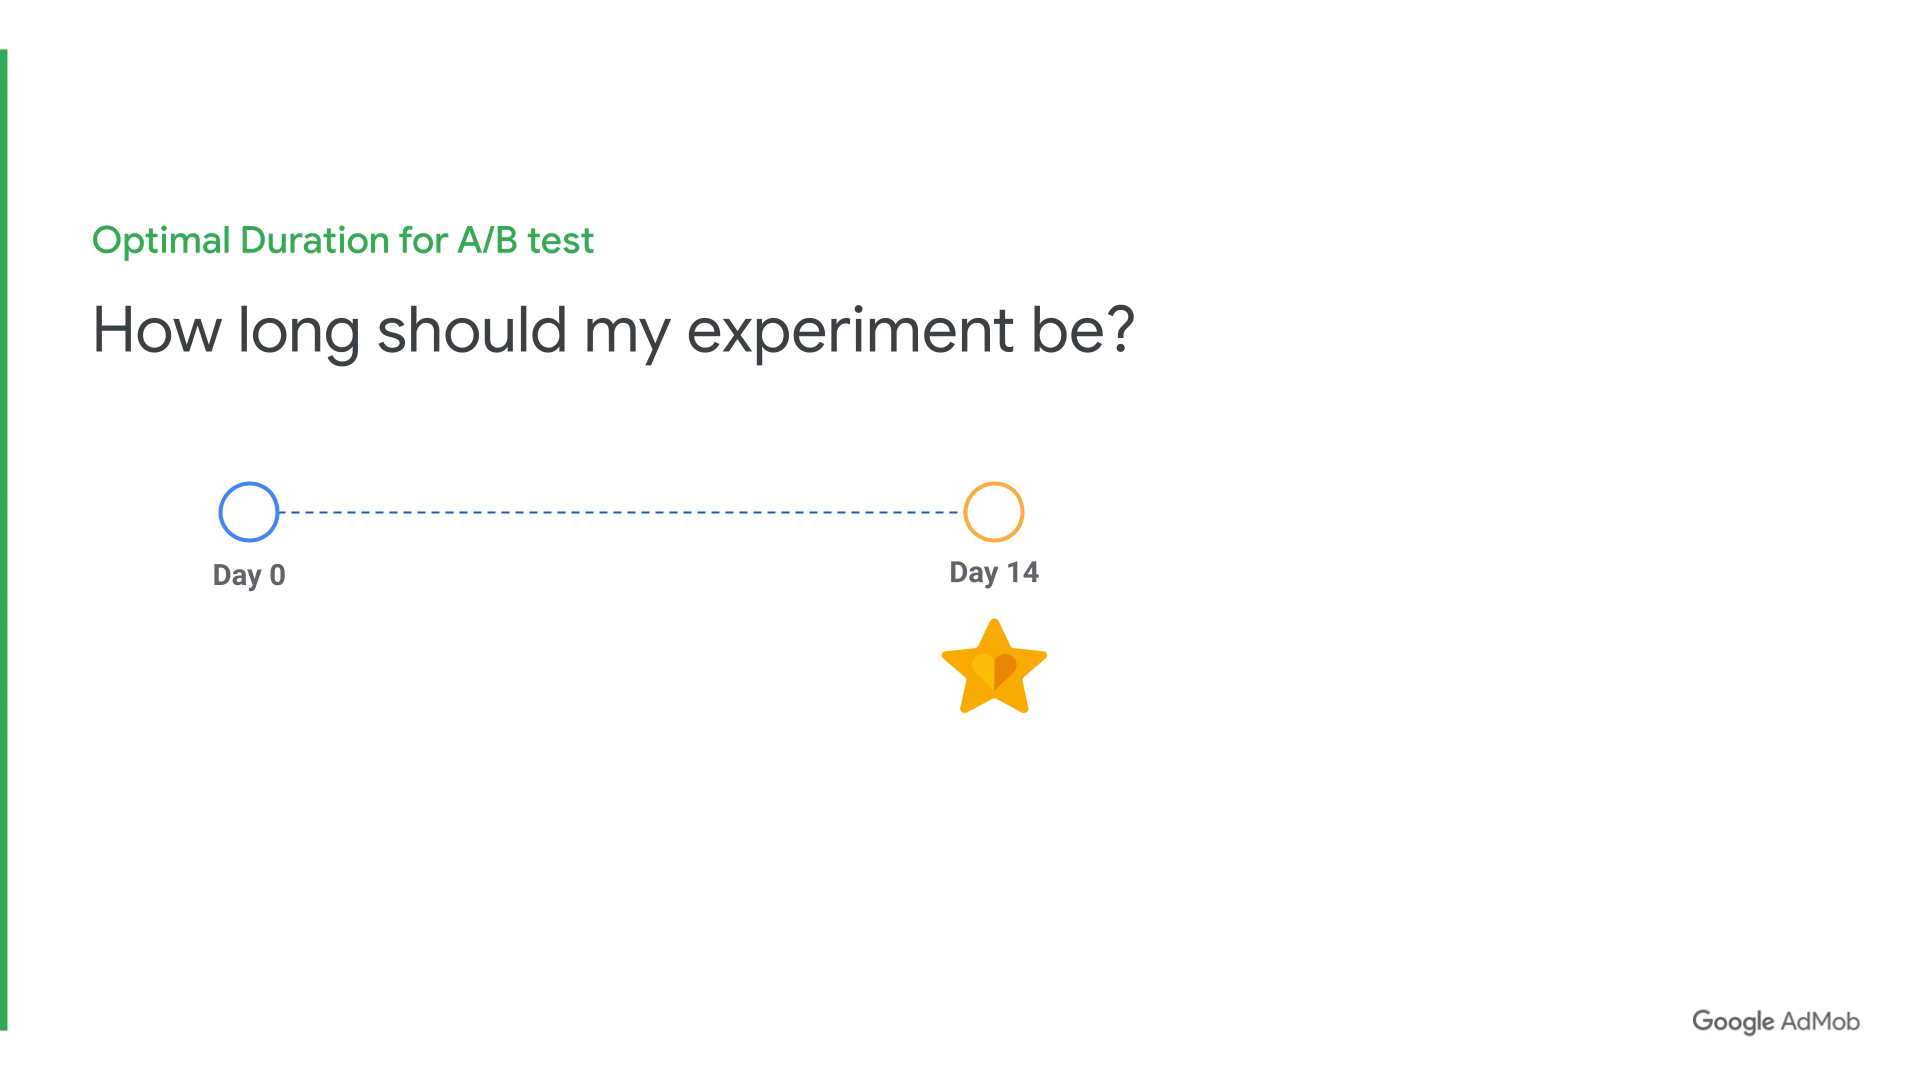 Optimal Duration for A/B test
How long should my experiment be?
Day 0
Day 14
Google AdMob